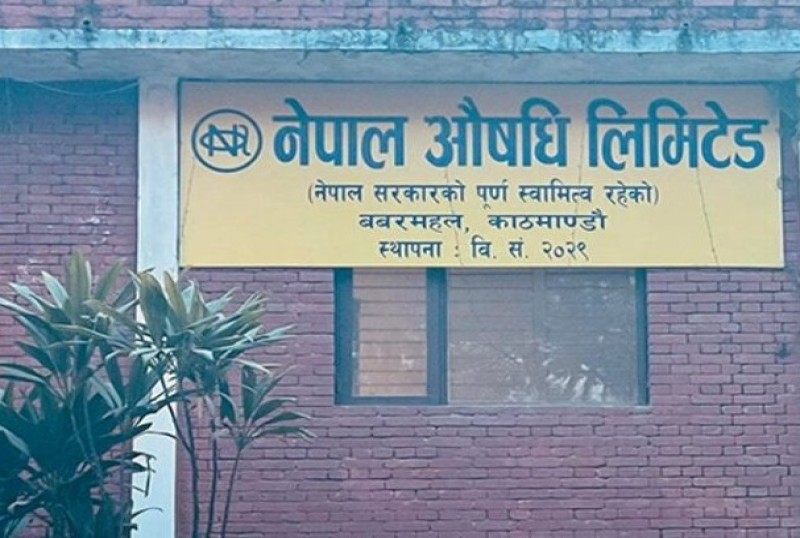 नेपाल औषधि लिमिटेड
(नेपाल सरकारको पूर्ण स्वामित्व रहेको)
बबरमहल, काठमाण्डौ
स्थापना : वि. सं. २०२९